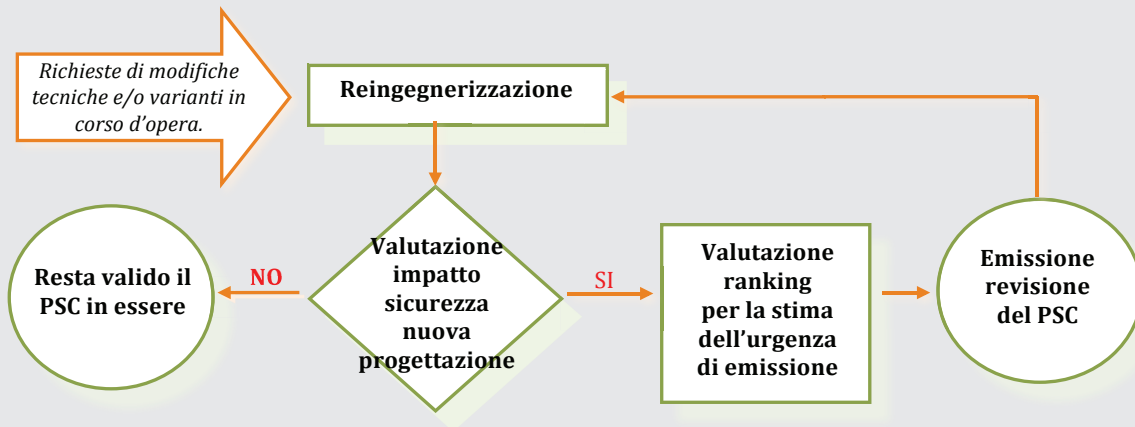 Richieste di modifiche
tecniche e/o varianti in
corso d’opera.
Reingegnerizzazione
Resta valido il
PSC in essere
NO
Valutazione
impatto
sicurezza
nuova
progettazione
SI
Valutazione
ranking
per la stima
dell’urgenza
di emissione
Emissione
revisione
del PSC